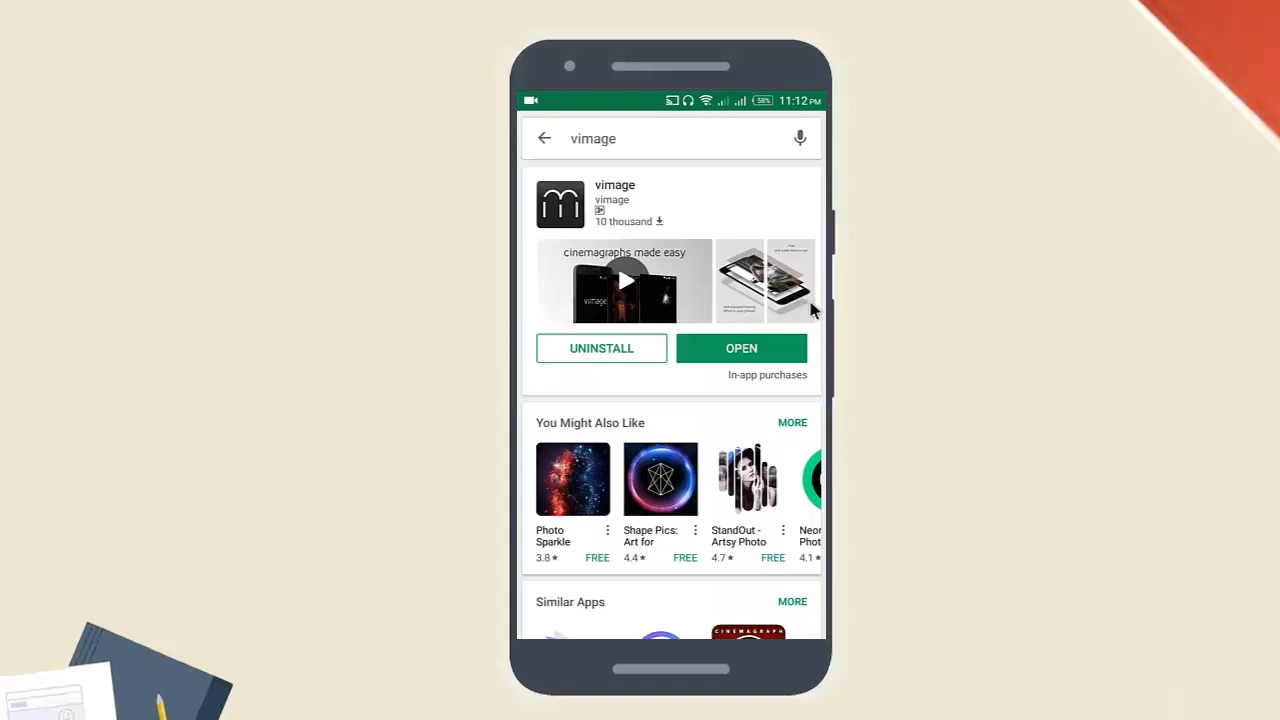 58% 11:12 PM
vimage
vimage
vimage
3+
10 thousand
cinemagraphs made easy
vimage
UNINSTALL OPEN
In-app purchases
You Might Also Like MORE
Photo Sparkle
3.8★ FREE
Shape Pics: Art for
4.4★ FREE
StandOut - Artsy Photo
4.7★ FREE
Neon Phot
4.1★
Similar Apps MORE
CINEMAGRAPH